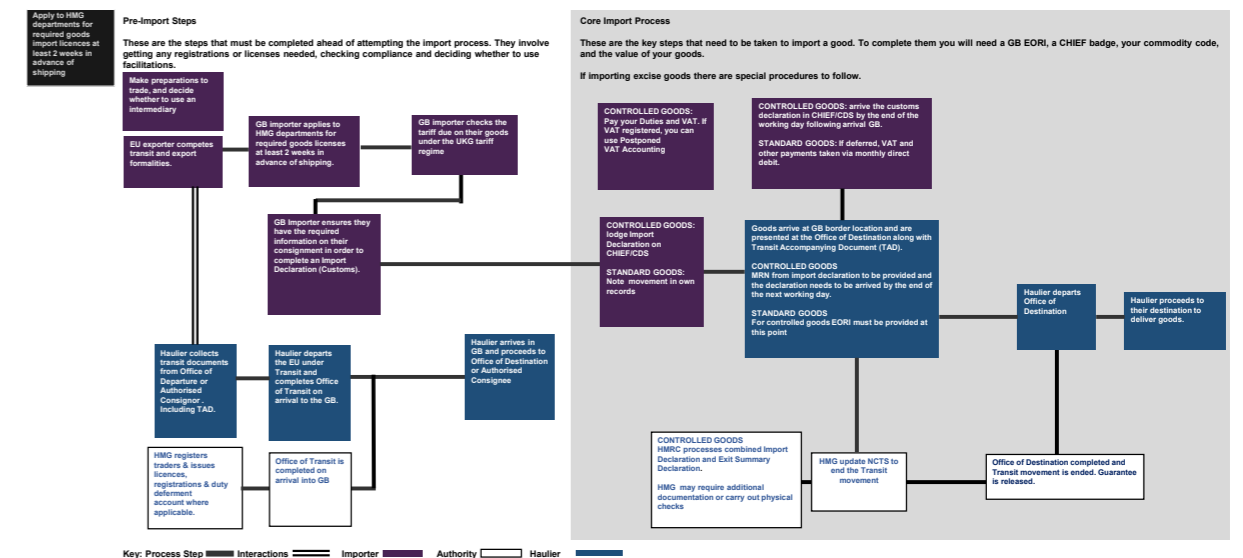 Apply to HMG
departments for
required goods
import licences at
least 2 weeks in
advance of
shipping
Pre-Import Steps
These are the steps that must be completed ahead of attempting the import process. They involve
getting any registrations or licenses needed, checking compliance and deciding whether to use
facilitations.
Make preparations to
trade, and decide
whether to use an
intermediary
EU exporter competes
transit and export
formalities.
GB importer applies to
HMG departments for
required goods licenses
at least 2 weeks in
advance of shipping.
GB importer checks the
tariff due on their goods
under the UKG tariff
regime
GB Importer ensures they
have the required
information on their
consignment in order to
complete an Import
Declaration (Customs).
Haulier collects
transit documents
from Office of
Departure or
Authorised
Consignor .
Including TAD.
Haulier departs
the EU under
Transit and
completes Office
of Transit on
arrival to the GB.
Haulier arrives in
GB and proceeds to
Office of Destination
or Authorised
Consignee
HMG registers
traders & issues
licences,
registrations & duty
deferment
account where
applicable.
Office of Transit is
completed on
arrival into GB
Core Import Process
These are the key steps that need to be taken to import a good. To complete them you will need a GB EORI, a CHIEF badge, your commodity code,
and the value of your goods.
If importing excise goods there are special procedures to follow.
CONTROLLED GOODS:
Pay your Duties and VAT. If
VAT registered, you can
use Postponed
VAT Accounting
CONTROLLED GOODS: arrive the customs
declaration in CHIEF/CDS by the end of the
working day following arrival GB.
STANDARD GOODS: If deferred, VAT and
other payments taken via monthly direct
debit.
CONTROLLED GOODS:
lodge Import
Declaration on
CHIEF/CDS
STANDARD GOODS:
Note movement in own
records
Goods arrive at GB border location and are
presented at the Office of Destination along with
Transit Accompanying Document (TAD).
CONTROLLED GOODS
MRN from import declaration to be provided and
the declaration needs to be arrived by the end of
the next working day.
STANDARD GOODS
For controlled goods EORI must be provided at
this point
Haulier departs
Office of
Destination
Haulier proceeds to
their destination to
deliver goods.
CONTROLLED GOODS
HMRC processes combined Import
Declaration and Exit Summary
Declaration.
HMG may require additional
documentation or carry out physical
checks
HMG update NCTS to
end the Transit
movement
Office of Destination completed and
Transit movement is ended. Guarantee
is released.
Key: Process Step Interactions Importer Authority Haulier